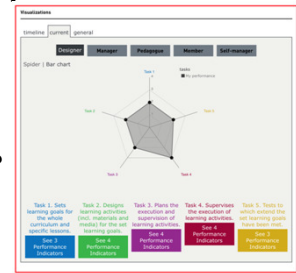 Visualizations
timeline current general
Designer Manager Pedagogue Member Self-manager
Spider | Bar chart
Task 1
tasks
My performance
Task 2
Task 5
Task 3
Task 4
Task 1. Sets
learning goals for
the whole
curriculum and
specific lessons.
See 3
Performance
Indicators
Task 2. Designs
learning activities
(incl. materials and
media) for the set
learning goals.
See 4
Performance
Indicators
Task 3. Plans the
execution and
supervision of
learning activities.
See 4
Performance
Indicators
Task 4. Supervises
the execution of
learning activities.
See 4
Performance
Indicators
Task 5. Tests to
which extend the
set learning goals
have been met.
See 3
Performance
Indicators